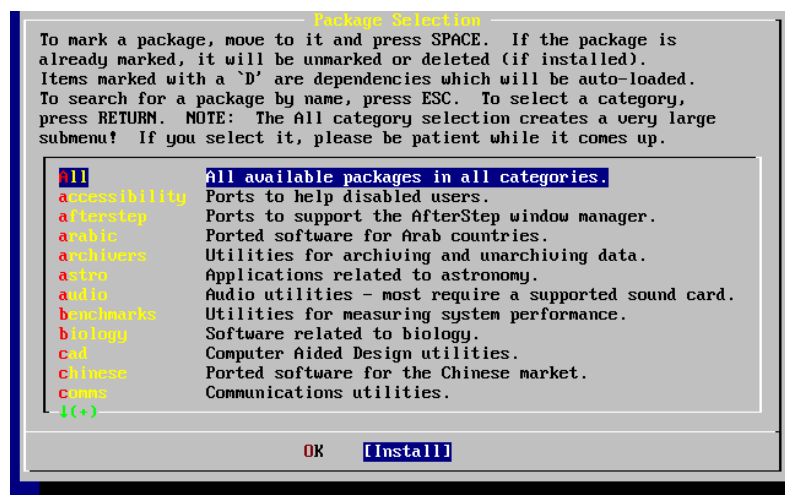 Package Selection
To mark a package, move to it and press SPACE.  If the package is
already marked, it will be unmarked or deleted (if installed).
Items marked with a `D' are dependencies which will be auto-loaded.
To search for a package by name, press ESC.  To select a category,
press RETURN.  NOTE:  The All category selection creates a very large
submenu!  If you select it, please be patient while it comes up.
All All available packages in all categories.
accessibility Ports to help disabled users.
afterstep Ports to support the AfterStep window manager.
arabic Ported software for Arab countries.
archivers Utilities for archiving and unarchiving data.
astro Applications related to astronomy.
audio Audio utilities - most require a supported sound card.
benchmarks Utilities for measuring system performance.
biology Software related to biology.
cad Computer Aided Design utilities.
chinese Ported software for the Chinese market.
comms Communications utilities.
↓(+)
OK [Install]